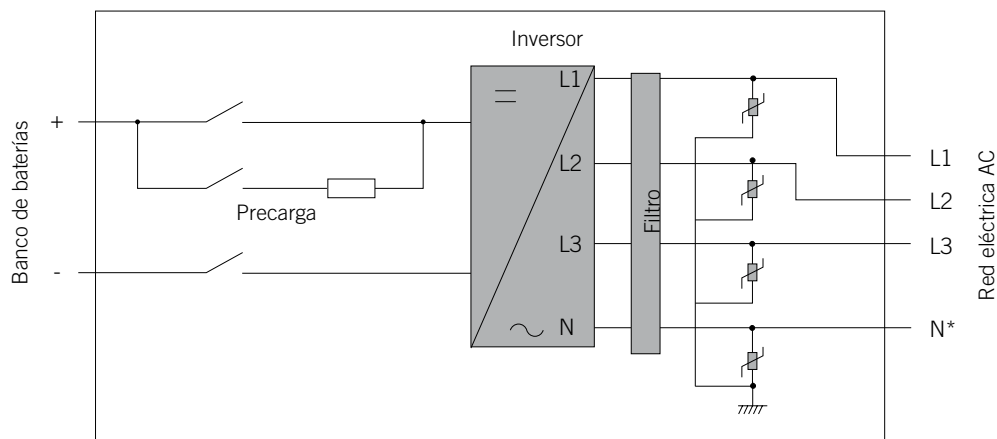 Inversor
Banco de baterías
+
-
Precarga
L1
L2
L3
N
Filtro
L1
L2
L3
N*
Red eléctrica AC